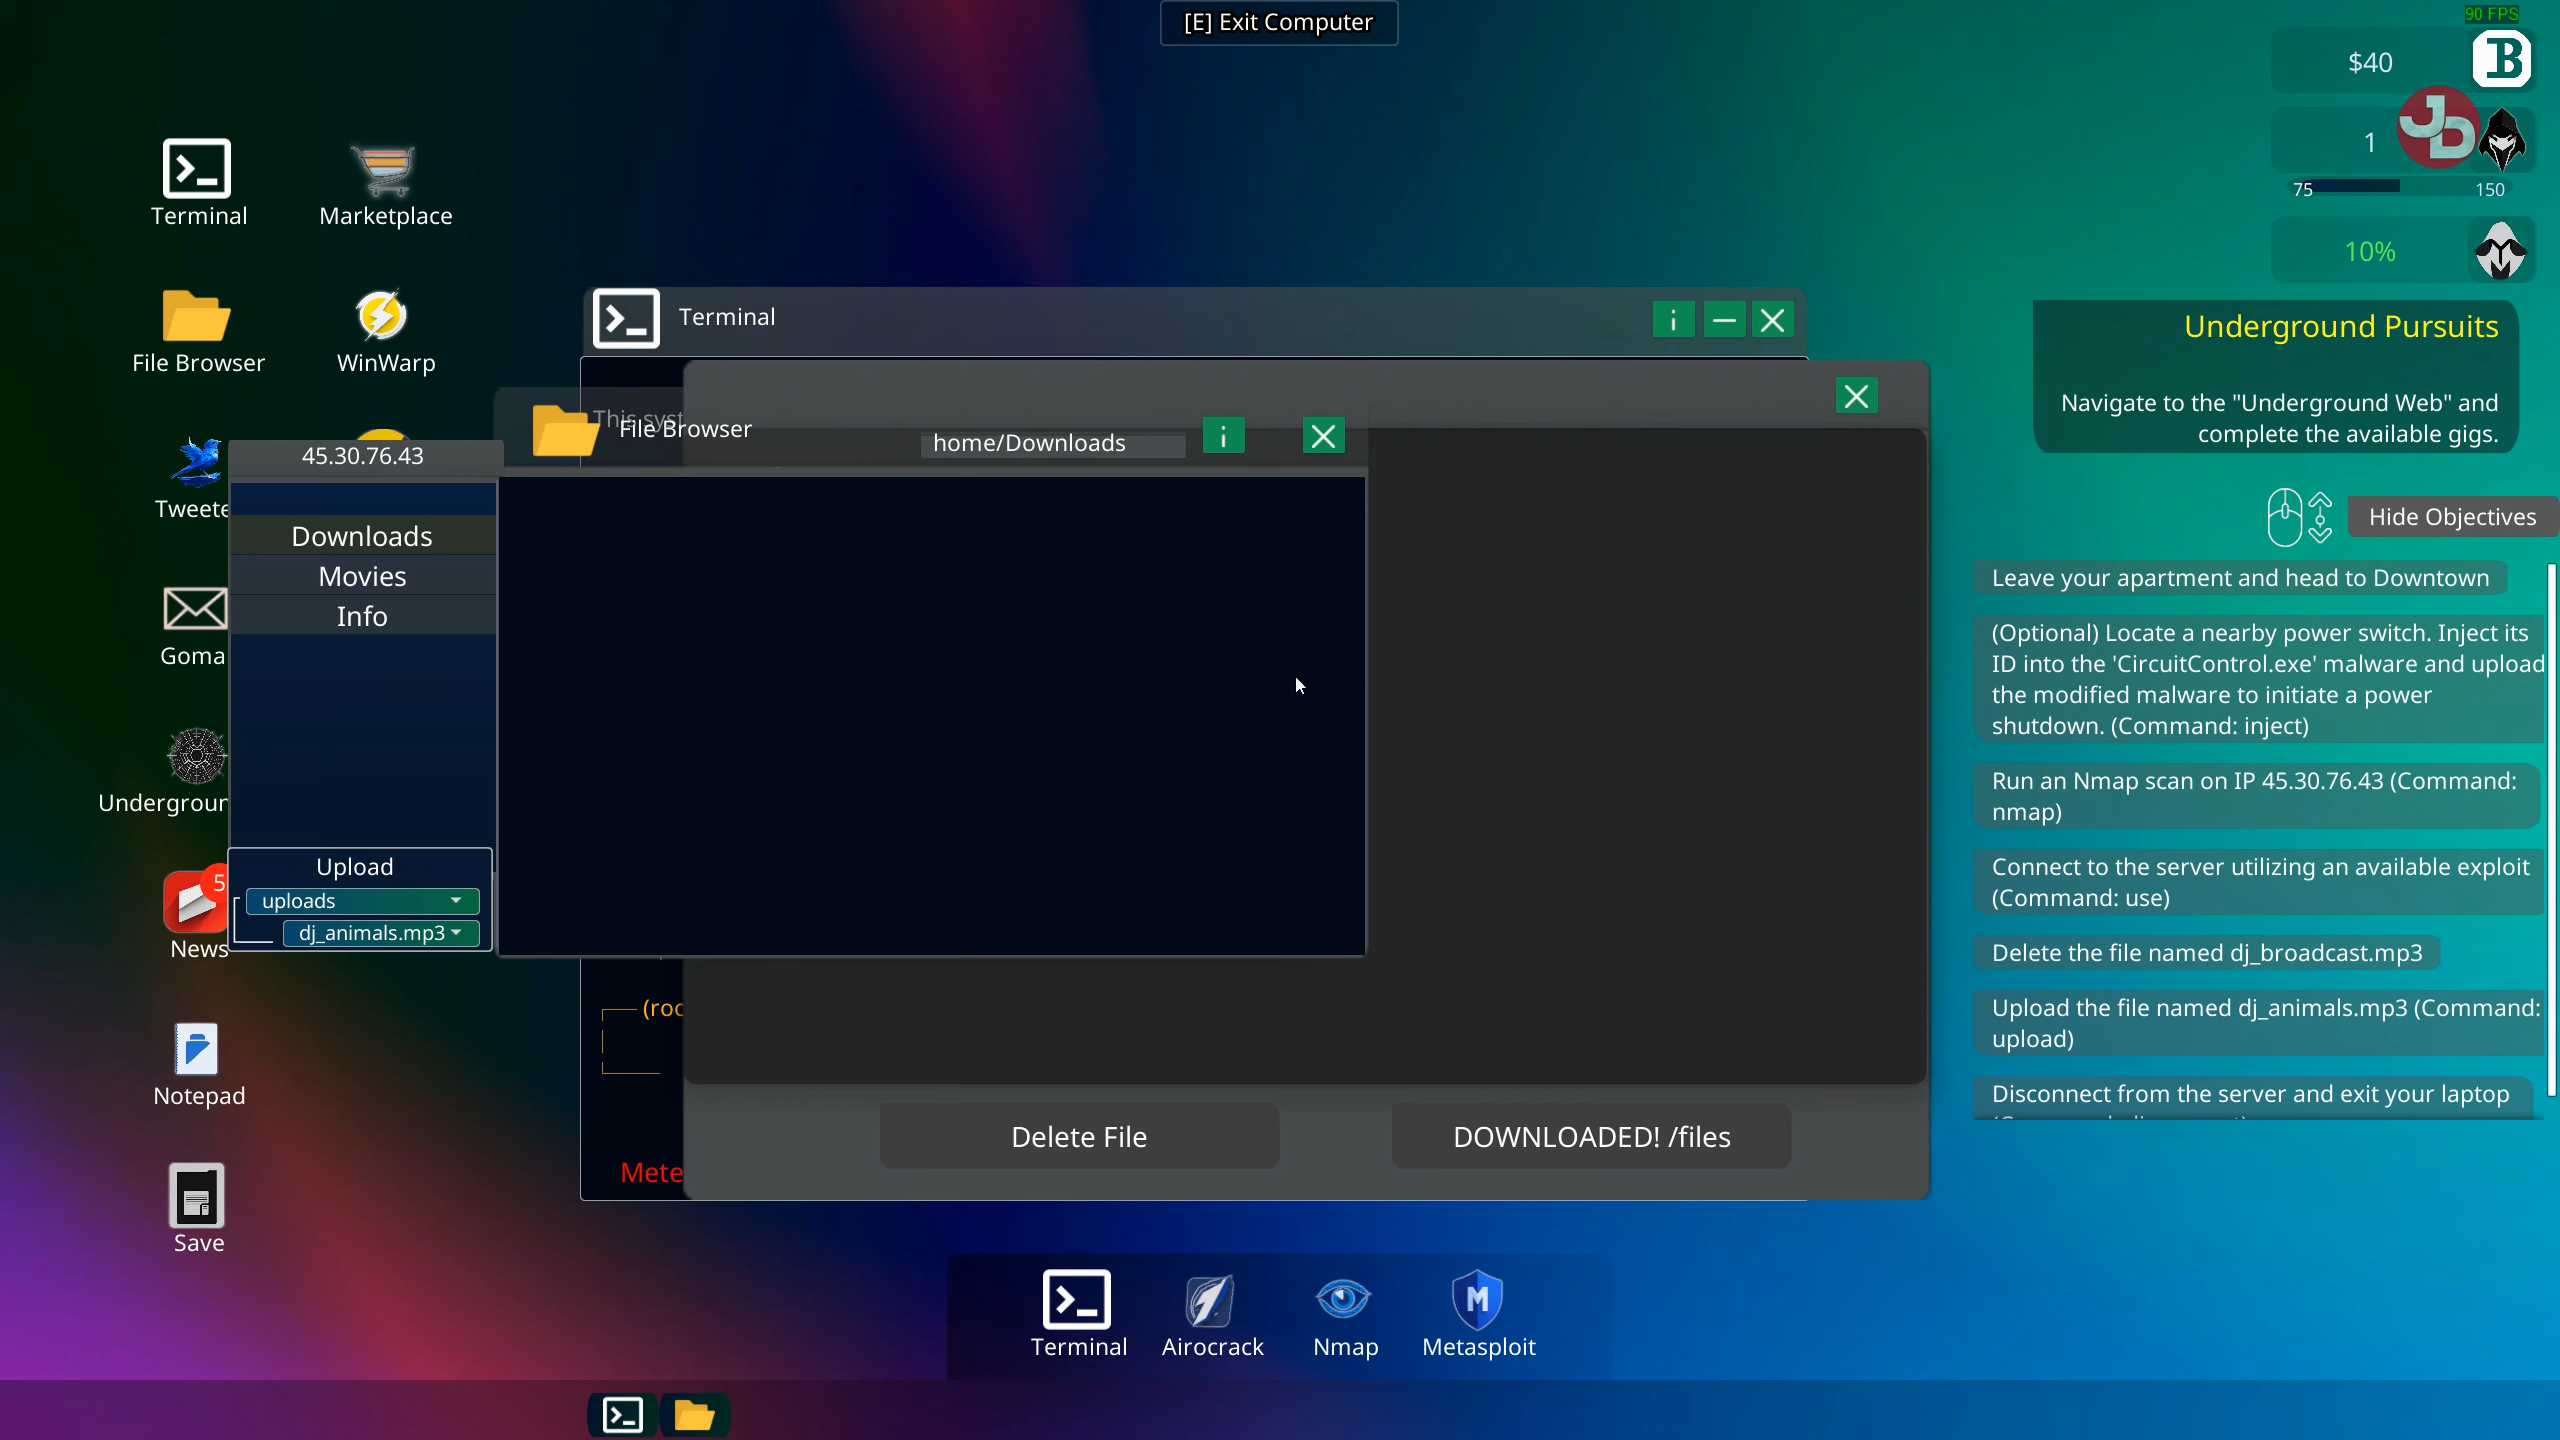 [E] Exit Computer
90 FPS
$40
B
1
JD
75
150
10%
Underground Pursuits
Navigate to the "Underground Web" and
complete the available gigs.
Hide Objectives
Leave your apartment and head to Downtown
(Optional) Locate a nearby power switch. Inject its
ID into the 'CircuitControl.exe' malware and upload
the modified malware to initiate a power
shutdown. (Command: inject)
Run an Nmap scan on IP 45.30.76.43 (Command:
nmap)
Connect to the server utilizing an available exploit
(Command: use)
Delete the file named dj_broadcast.mp3
Upload the file named dj_animals.mp3 (Command:
upload)
Disconnect from the server and exit your laptop
Terminal
Marketplace
File Browser
WinWarp
Tweete
Goma
Undergroun
5
News
Notepad
Save
Terminal
This syst
File Browser
home/Downloads
45.30.76.43
Downloads
Movies
Info
Upload
uploads
dj_animals.mp3
(roo
Mete
Delete File
DOWNLOADED! /files
Terminal
Airocrack
Nmap
M
Metasploit